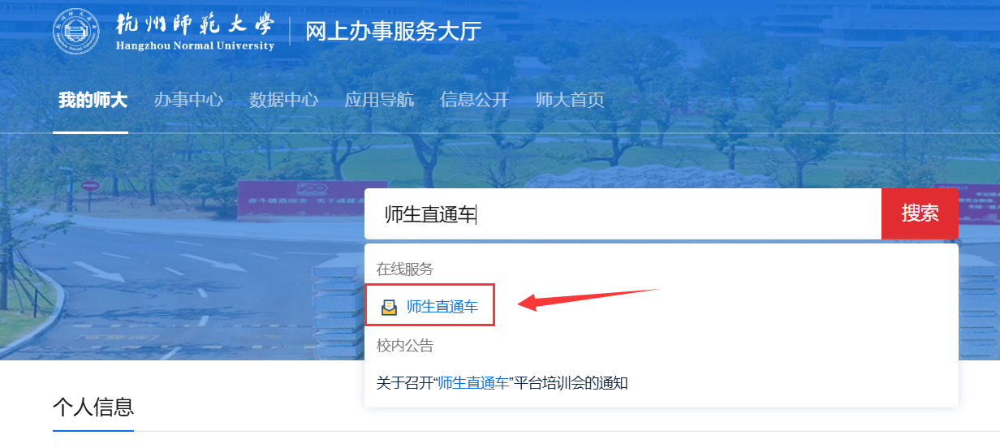 杭州師範大學
Hangzhou Normal University
网上办事服务大厅
我的师大 办事中心 数据中心 应用导航 信息公开 师大首页
师生直通车 搜索
在线服务
师生直通车
校内公告
关于召开“师生直通车”平台培训会的通知
个人信息